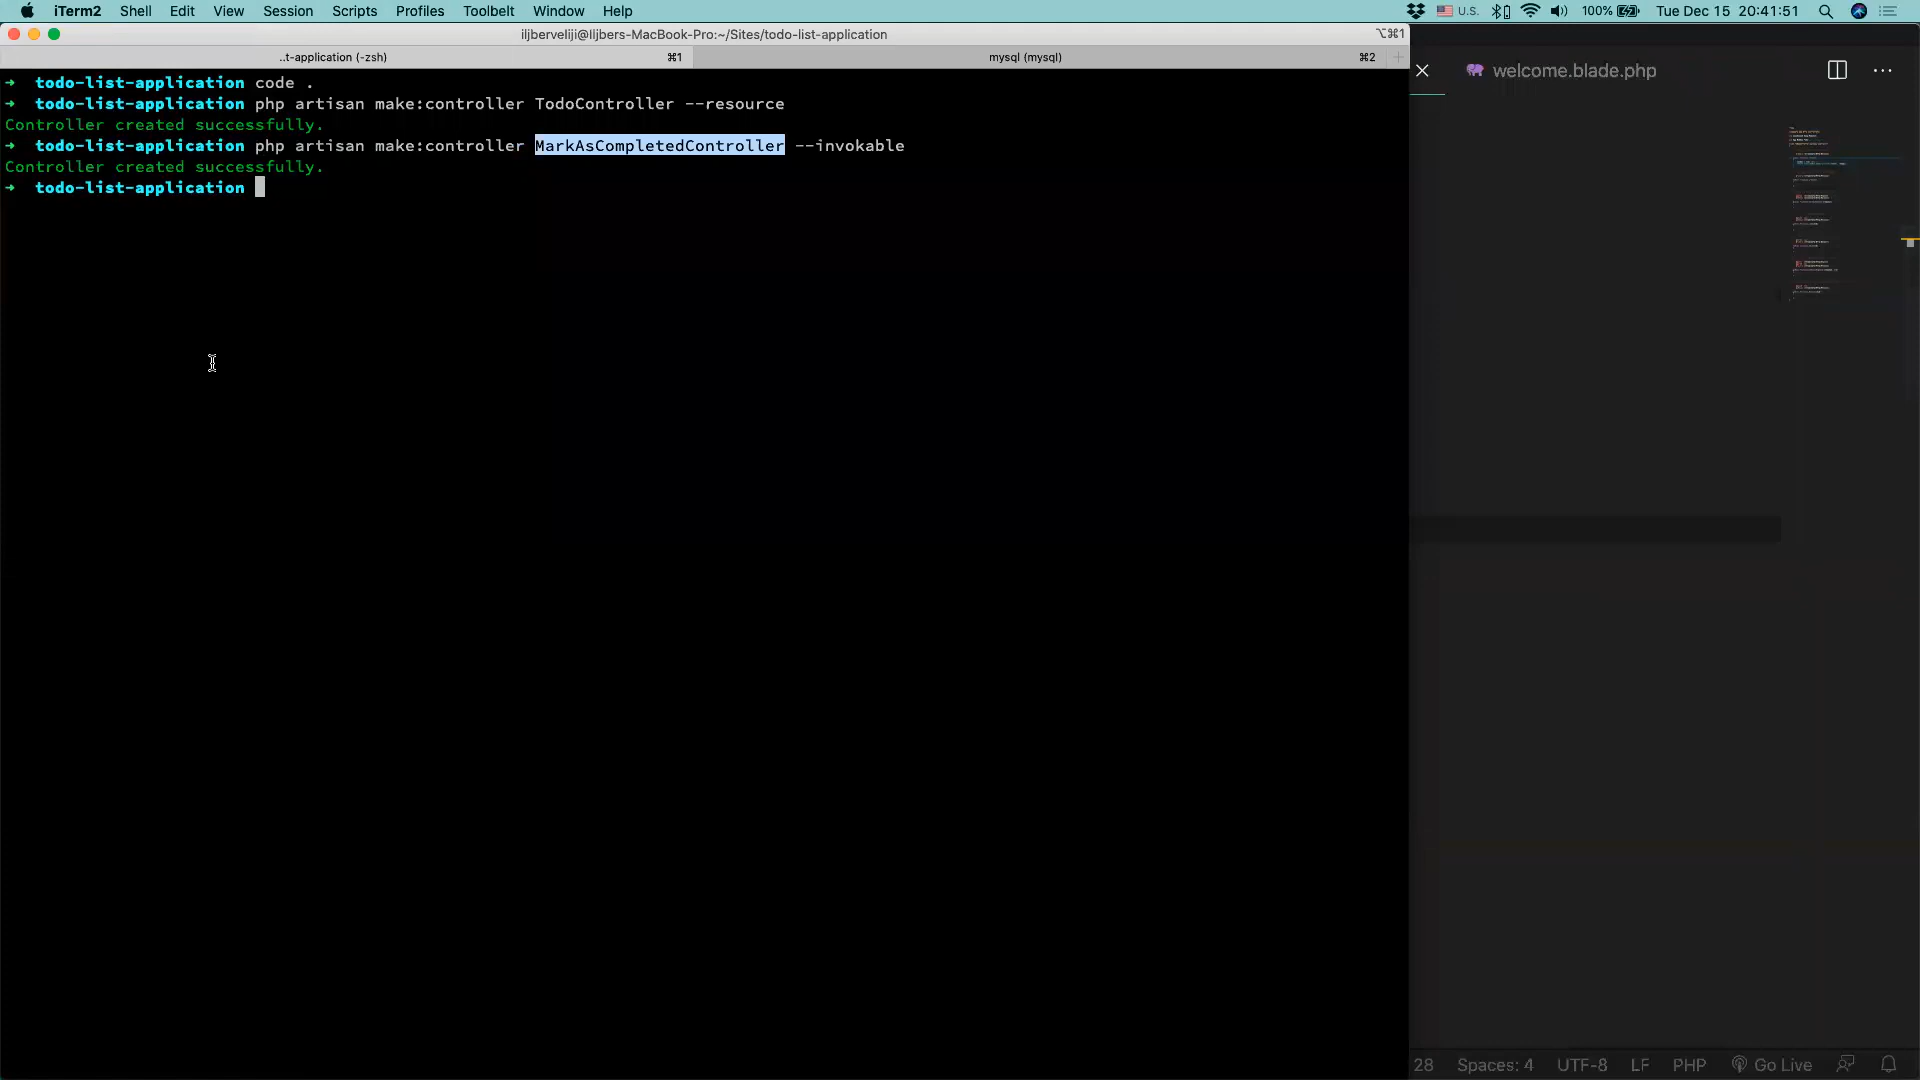 iTerm2 Shell Edit View Session Scripts Profiles Toolbelt Window Help U.S. 100% Tue Dec 15 20:41:51
iljberveliji@Iljbers-MacBook-Pro:~/Sites/todo-list-application ⌥⌘1
..t-application (-zsh) ⌘1 mysql (mysql) ⌘2 +
welcome.blade.php
➜ todo-list-application code .
➜ todo-list-application php artisan make:controller TodoController --resource
Controller created successfully.
➜ todo-list-application php artisan make:controller MarkAsCompletedController --invokable
Controller created successfully.
➜ todo-list-application
28 Spaces: 4 UTF-8 LF PHP Go Live